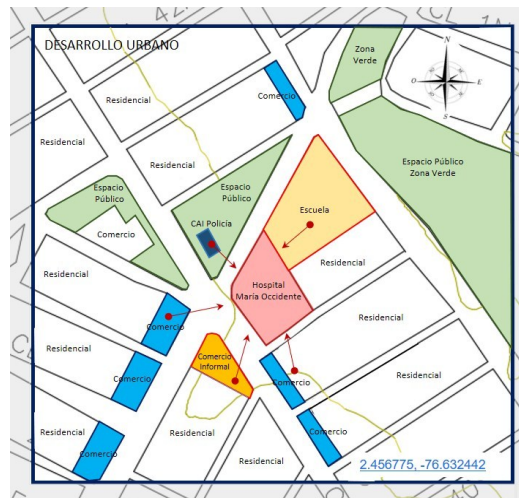 DESARROLLO URBANO
Zona
Verde
N
O
E
S
Residencial
Comercio
Residencial
Residencial
Espacio Público
Zona Verde
Espacio
Público
Espacio
Público
Escuela
CAI Policía
Comercio
Residencial
Residencial
Hospital
María Occidente
Residencial
Comercio
Residencial
Comercio
Informal
Residencial
Comercio
Comercio
Residencial
Residencial
Residencial
Comercio
Comercio
2.456775, -76.632442